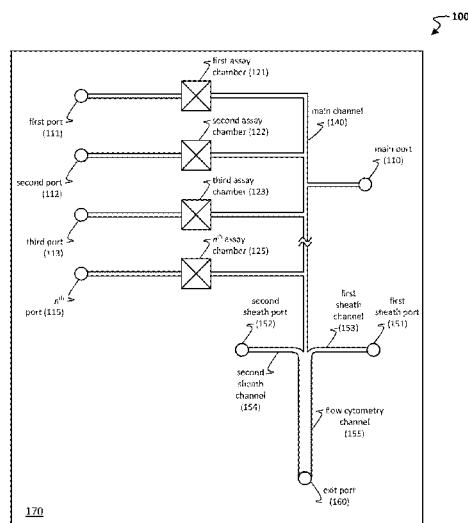 100
first assay
chamber (121)
first port
(111)
main channel
(140)
second assay
chamber (122)
main port
(110)
second port
(112)
third assay
chamber (123)
third port
(113)
nth assay
chamber (125)
nth
port (115)
second
sheath port
(152)
first
sheath
channel
(153)
first
sheath port
(151)
second
sheath
channel
(154)
flow cytometry
channel
(155)
exit port
(160)
170